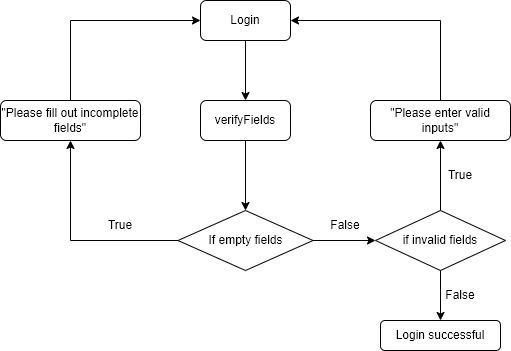 Login
"Please fill out incomplete
fields"
verifyFields
"Please enter valid
inputs"
True
True
If empty fields
False
if invalid fields
False
Login successful